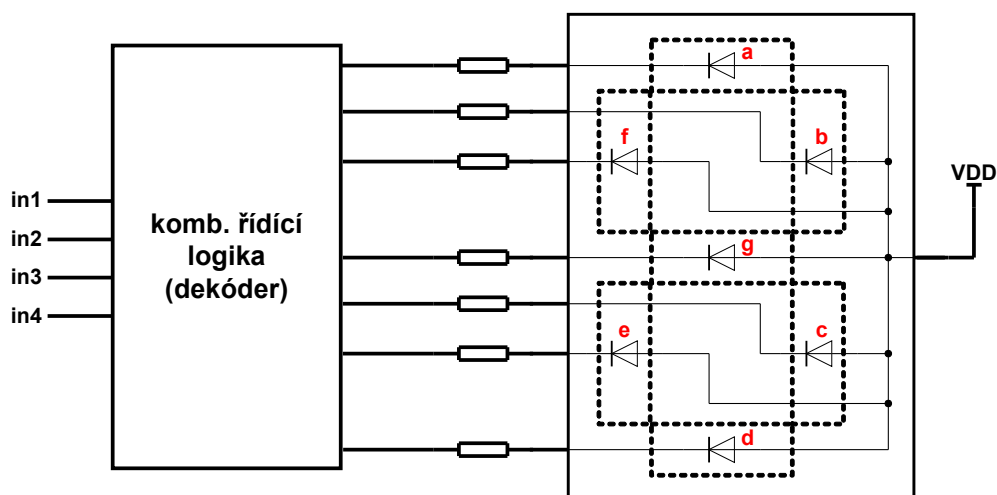 a
f
b
VDD
in1
in2
in3
in4
komb. řídící
logika
(dekóder)
g
e
c
d